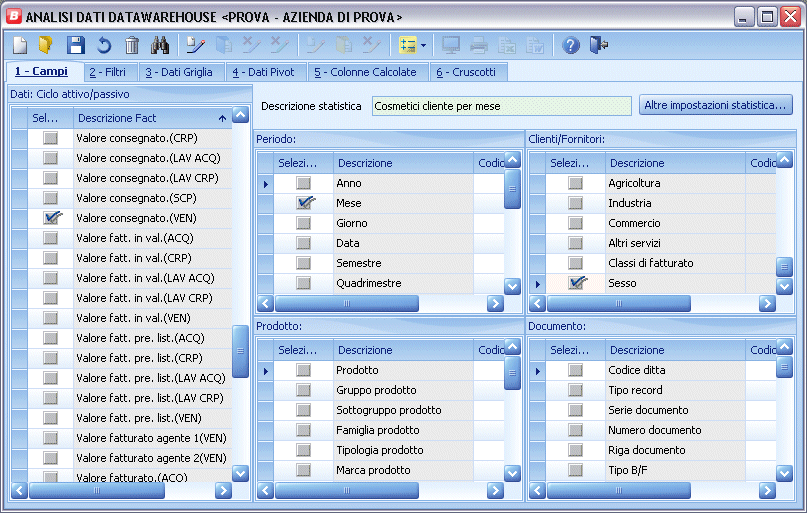 B ANALISI DATI DATAWAREHOUSE <PROVA - AZIENDA DI PROVA>
1 - Campi 2 - Filtri 3 - Dati Griglia 4 - Dati Pivot 5 - Colonne Calcolate 6 - Cruscotti
Dati: Ciclo attivo/passivo
Sel... Descrizione Fact
Valore consegnato.(CRP)
Valore consegnato.(LAV ACQ)
Valore consegnato.(LAV CRP)
Valore consegnato.(SCP)
Valore consegnato.(VEN)
Valore fatt. in val.(ACQ)
Valore fatt. in val.(CRP)
Valore fatt. in val.(LAV ACQ)
Valore fatt. in val.(LAV CRP)
Valore fatt. in val.(VEN)
Valore fatt. pre. list.(ACQ)
Valore fatt. pre. list.(CRP)
Valore fatt. pre. list.(LAV ACQ)
Valore fatt. pre. list.(LAV CRP)
Valore fatt. pre. list.(VEN)
Valore fatturato agente 1(VEN)
Valore fatturato agente 2(VEN)
Valore fatturato.(ACQ)
Descrizione statistica Cosmetici cliente per mese Altre impostazioni statistica...
Periodo:
Selezi... Descrizione Codic
Anno
Mese
Giorno
Data
Semestre
Quadrimestre
Clienti/Fornitori:
Selezi... Descrizione Codic
Agricoltura
Industria
Commercio
Altri servizi
Classi di fatturato
Sesso
Prodotto:
Selezi... Descrizione Codic
Prodotto
Gruppo prodotto
Sottogruppo prodotto
Famiglia prodotto
Tipologia prodotto
Marca prodotto
Documento:
Selezi... Descrizione Codic
Codice ditta
Tipo record
Serie documento
Numero documento
Riga documento
Tipo B/F